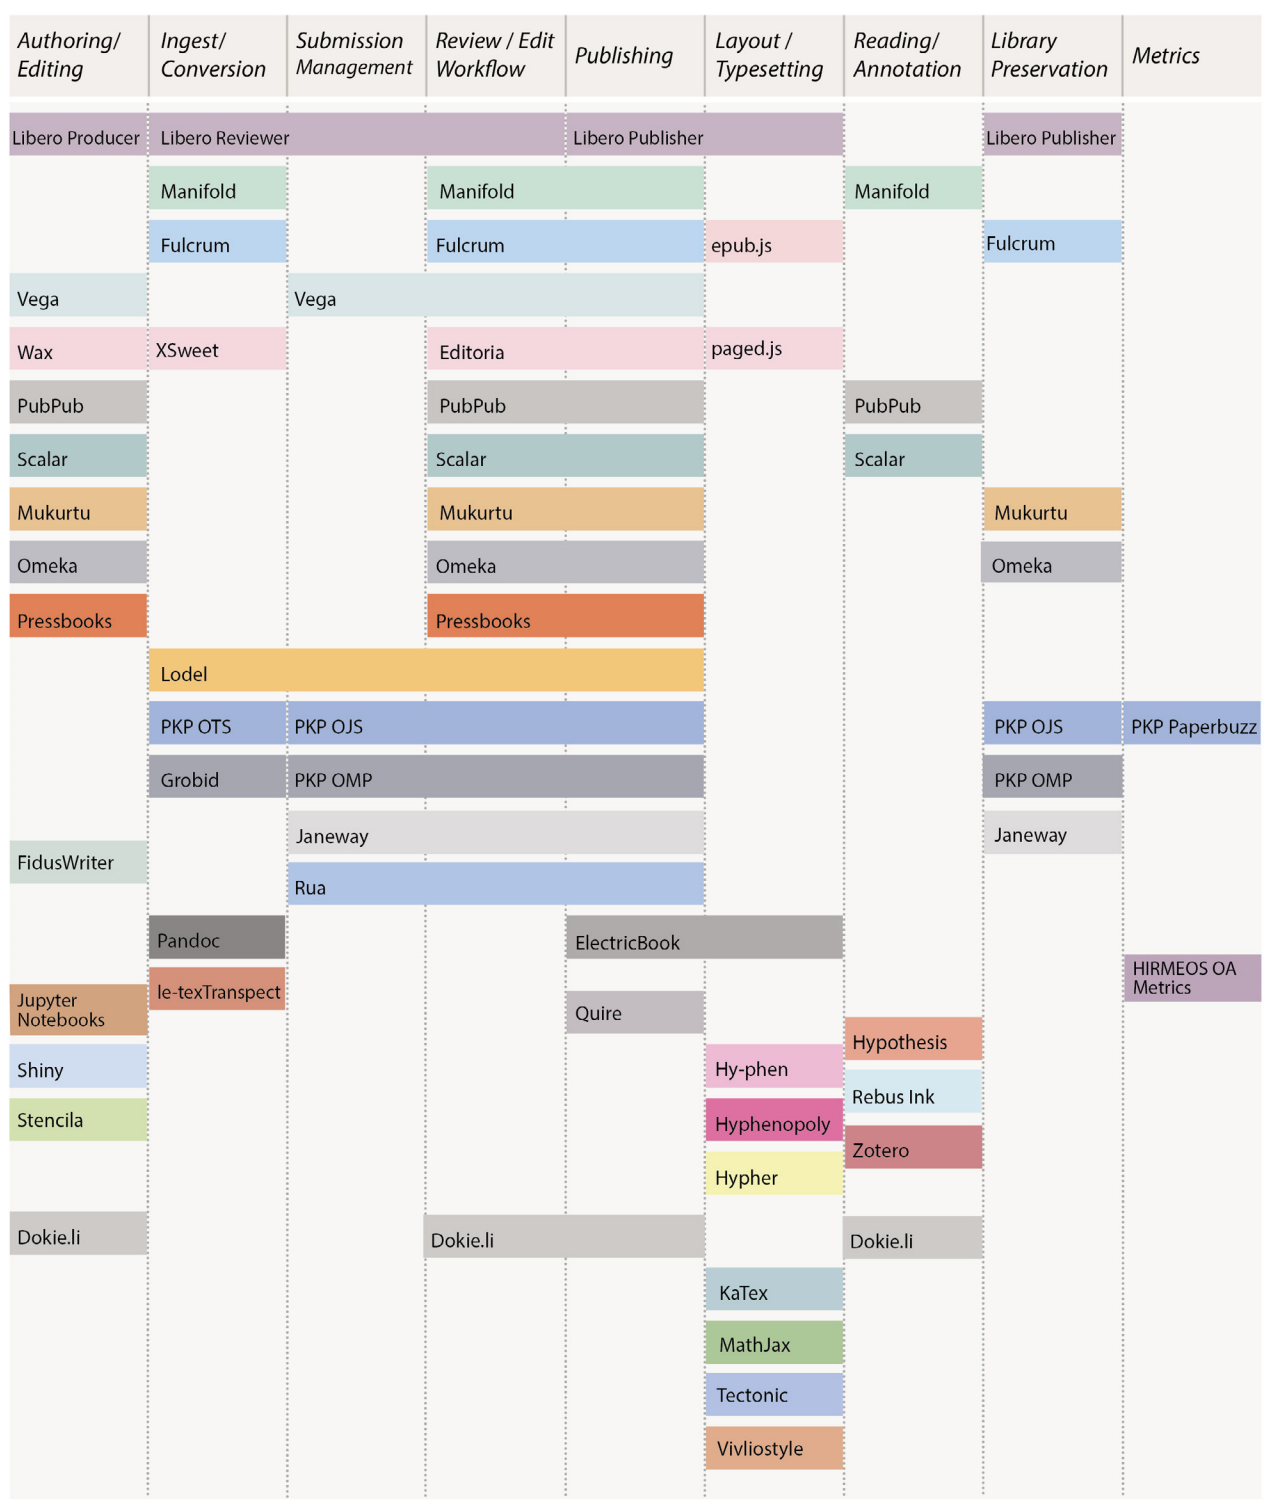 Authoring/
Editing
Ingest/
Conversion
Submission
Management
Review / Edit
Workflow
Publishing
Layout /
Typesetting
Reading/
Annotation
Library
Preservation
Metrics
Libero Producer
Libero Reviewer
Libero Publisher
Libero Publisher
Manifold
Manifold
Manifold
Fulcrum
Fulcrum
epub.js
Fulcrum
Vega
Vega
Wax
XSweet
Editoria
paged.js
PubPub
PubPub
PubPub
Scalar
Scalar
Scalar
Mukurtu
Mukurtu
Mukurtu
Omeka
Omeka
Omeka
Pressbooks
Pressbooks
Lodel
PKP OTS
PKP OJS
PKP OJS
PKP Paperbuzz
Grobid
PKP OMP
PKP OMP
Janeway
Janeway
FidusWriter
Rua
Pandoc
ElectricBook
HIRMEOS OA
Metrics
le-texTranspect
Jupyter
Notebooks
Quire
Hypothesis
Shiny
Hy-phen
Rebus Ink
Stencila
Hyphenopoly
Zotero
Hypher
Dokie.li
Dokie.li
Dokie.li
KaTex
MathJax
Tectonic
Vivliostyle